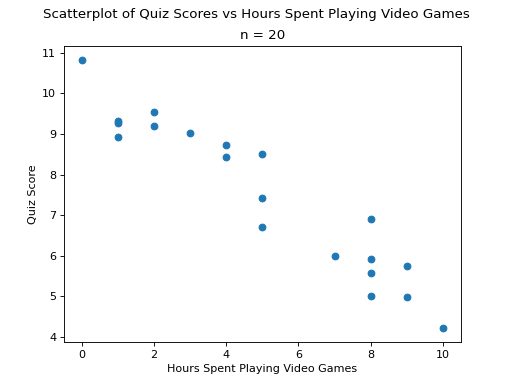 Scatterplot of Quiz Scores vs Hours Spent Playing Video Games
n = 20
11
10
9
8
7
6
5
4
Quiz Score
0 2 4 6 8 10
Hours Spent Playing Video Games